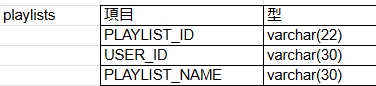 playlists 項目 型
PLAYLIST_ID varchar(22)
USER_ID varchar(30)
PLAYLIST_NAME varchar(30)